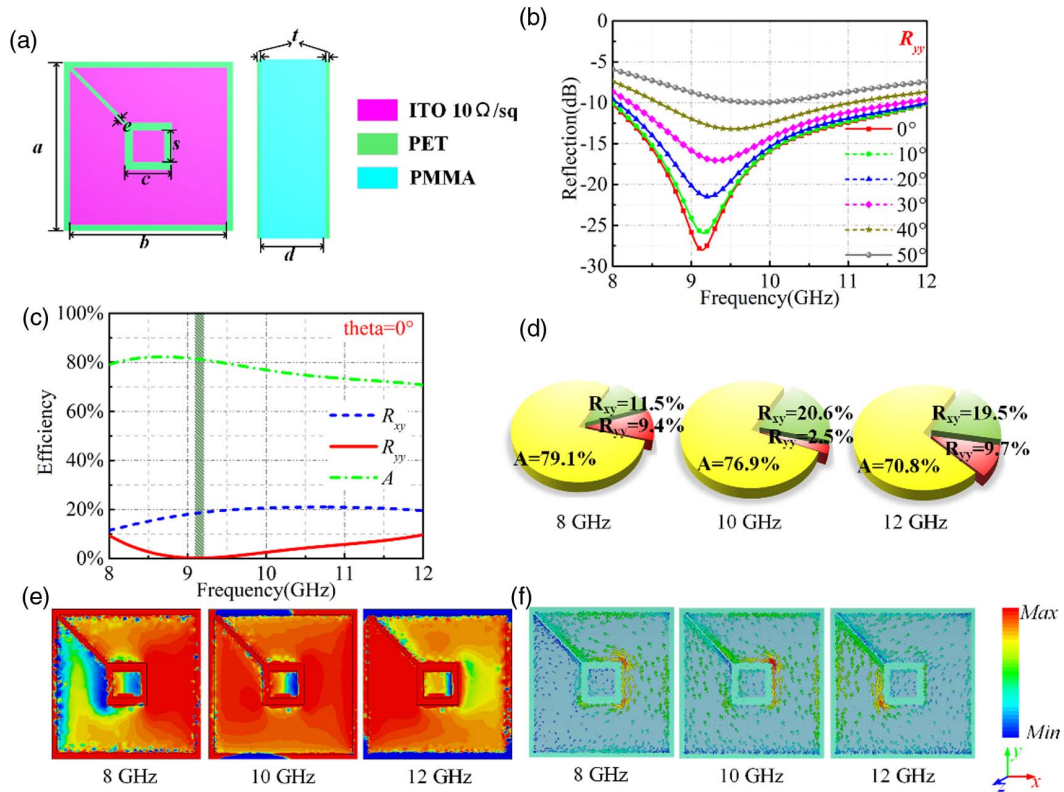 (a)
t
a
e
s
c
b
d
ITO 10Ω/sq
PET
PMMA
(b)
0
-5
-10
-15
-20
-25
-30
Reflection(dB)
R_yy
0°
10°
20°
30°
40°
50°
8 9 10 11 12
Frequency(GHz)
(c)
100%
80%
60%
40%
20%
0%
Efficiency
theta=0°
R_xy
R_yy
A
8 9 10 11 12
Frequency(GHz)
(d)
R_xy=11.5%
R_yy=9.4%
A=79.1%
8 GHz
R_xy=20.6%
R_yy=2.5%
A=76.9%
10 GHz
R_xy=19.5%
R_yy=9.7%
A=70.8%
12 GHz
(e)
8 GHz 10 GHz 12 GHz
(f)
8 GHz 10 GHz 12 GHz
Max
Min
y
z x